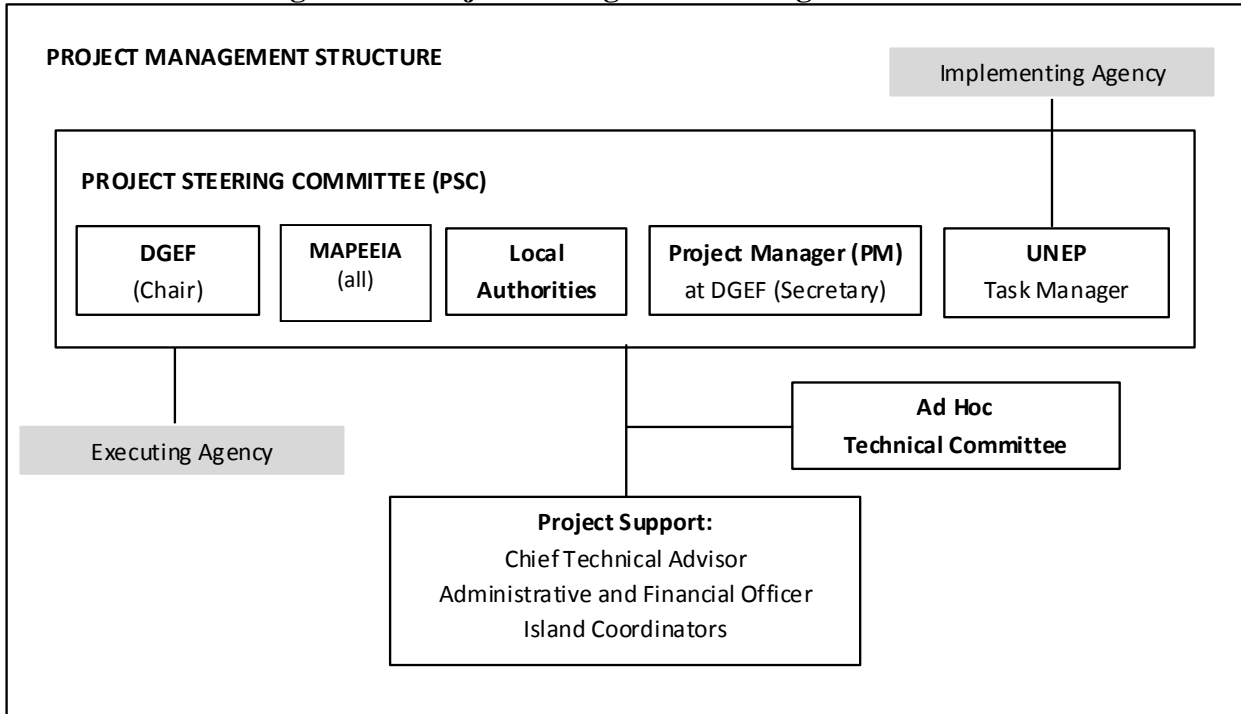 PROJECT MANAGEMENT STRUCTURE
Implementing Agency
PROJECT STEERING COMMITTEE (PSC)
DGEF
(Chair)
MAPEEIA
(all)
Local
Authorities
Project Manager (PM)
at DGEF (Secretary)
UNEP
Task Manager
Executing Agency
Ad Hoc
Technical Committee
Project Support:
Chief Technical Advisor
Administrative and Financial Officer
Island Coordinators